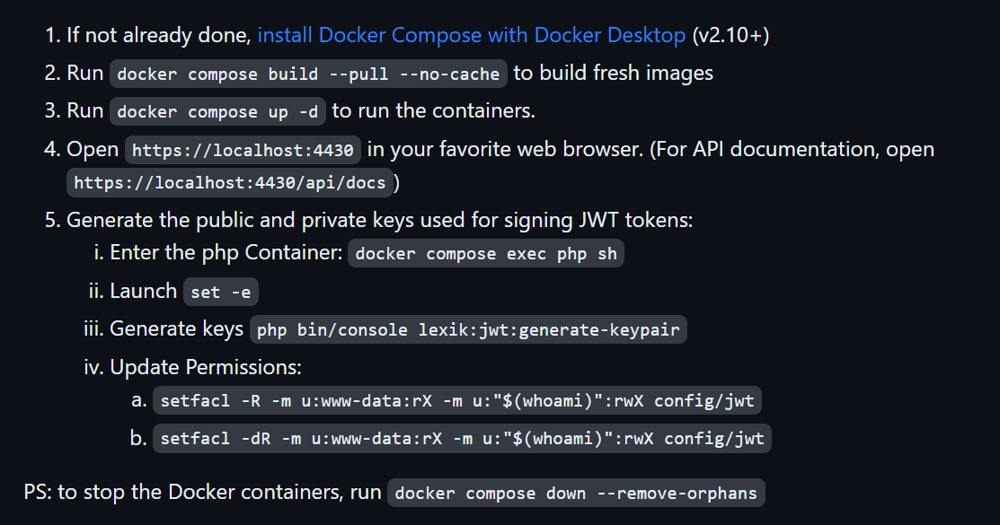 1. If not already done, install Docker Compose with Docker Desktop (v2.10+)
2. Run docker compose build --pull --no-cache to build fresh images
3. Run docker compose up -d to run the containers.
4. Open https://localhost:4430 in your favorite web browser. (For API documentation, open
https://localhost:4430/api/docs)
5. Generate the public and private keys used for signing JWT tokens:
i. Enter the php Container: docker compose exec php sh
ii. Launch set -e
iii. Generate keys php bin/console lexik:jwt:generate-keypair
iv. Update Permissions:
a. setfacl -R -m u:www-data:rX -m u:"$(whoami)":rwX config/jwt
b. setfacl -dR -m u:www-data:rX -m u:"$(whoami)":rwX config/jwt
PS: to stop the Docker containers, run docker compose down --remove-orphans